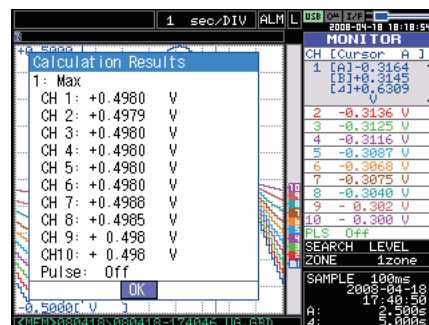 1 sec/DIV ALM L USB I/F
2008-04-18 18:18:54
MONITOR
+0.5000
Calculation Results
1: Max
CH 1: +0.4980 V
CH 2: +0.4979 V
CH 3: +0.4980 V
CH 4: +0.4980 V
CH 5: +0.4980 V
CH 6: +0.4980 V
CH 7: +0.4988 V
CH 8: +0.4985 V
CH 9: + 0.498 V
CH10: + 0.498 V
Pulse: Off
OK
-0.5000[ V ]
<MEM>080418\080418-174046_UG.GBD
10
CH [Cursor A ]
1 [A]-0.3164
[B]+0.3145
[⊿]+0.6309
V
2 -0.3136 V
3 -0.3125 V
4 -0.3116 V
5 -0.3087 V
6 -0.3068 V
7 -0.3075 V
8 -0.3040 V
9 - 0.302 V
10 - 0.300 V
PLS Off
SEARCH LEVEL
ZONE 1zone
SAMPLE 100ms
2008-04-18
17:40:50
A: 2.500s
⊿: 5.000s